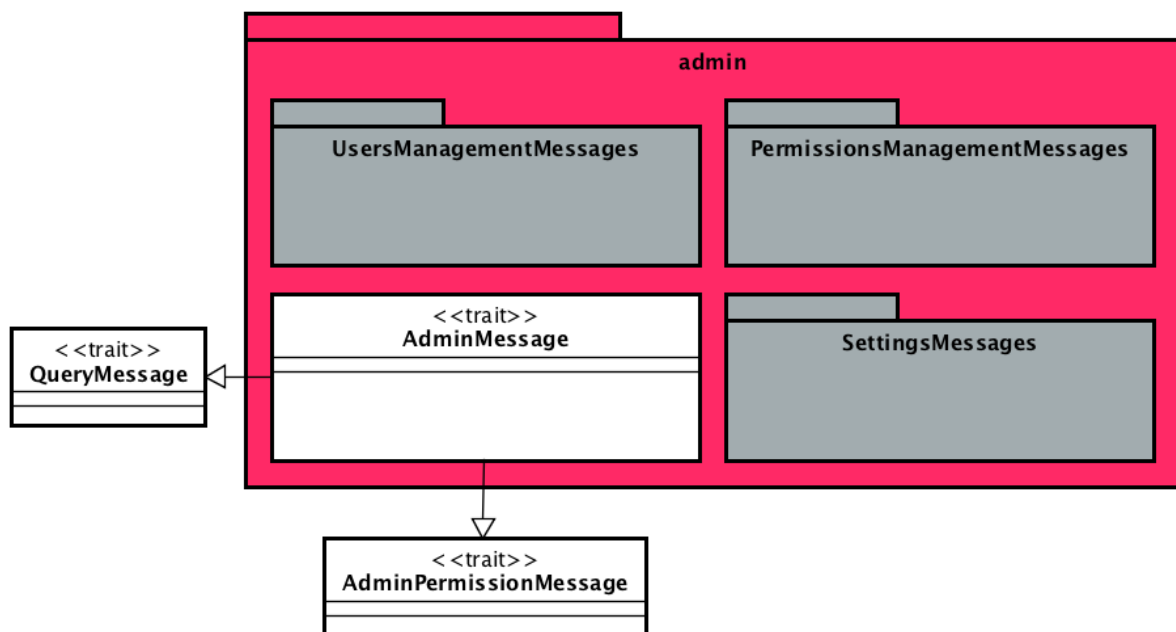 admin
UsersManagementMessages
PermissionsManagementMessages
<<trait>>
AdminMessage
SettingsMessages
<<trait>>
QueryMessage
<<trait>>
AdminPermissionMessage